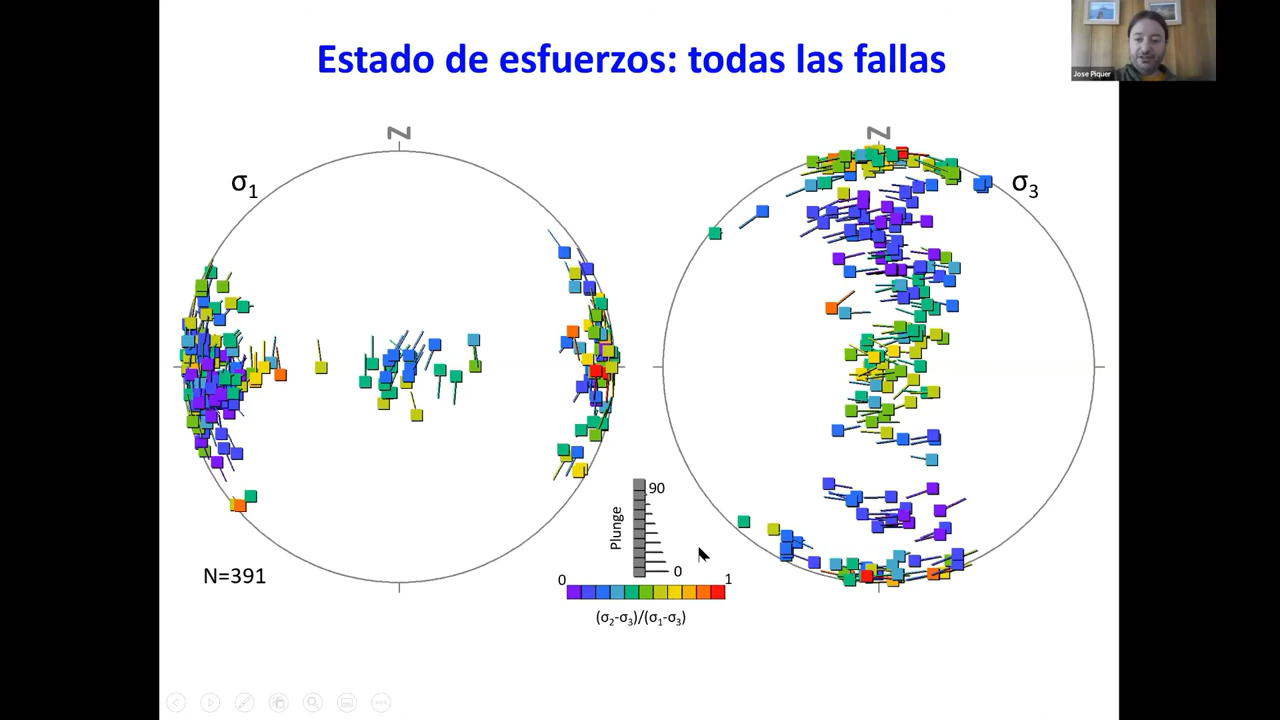 Estado de esfuerzos: todas las fallas
Jose Piquer
N
N
σ1
σ3
90
Plunge
0
0
1
(σ2-σ3)/(σ1-σ3)
N=391